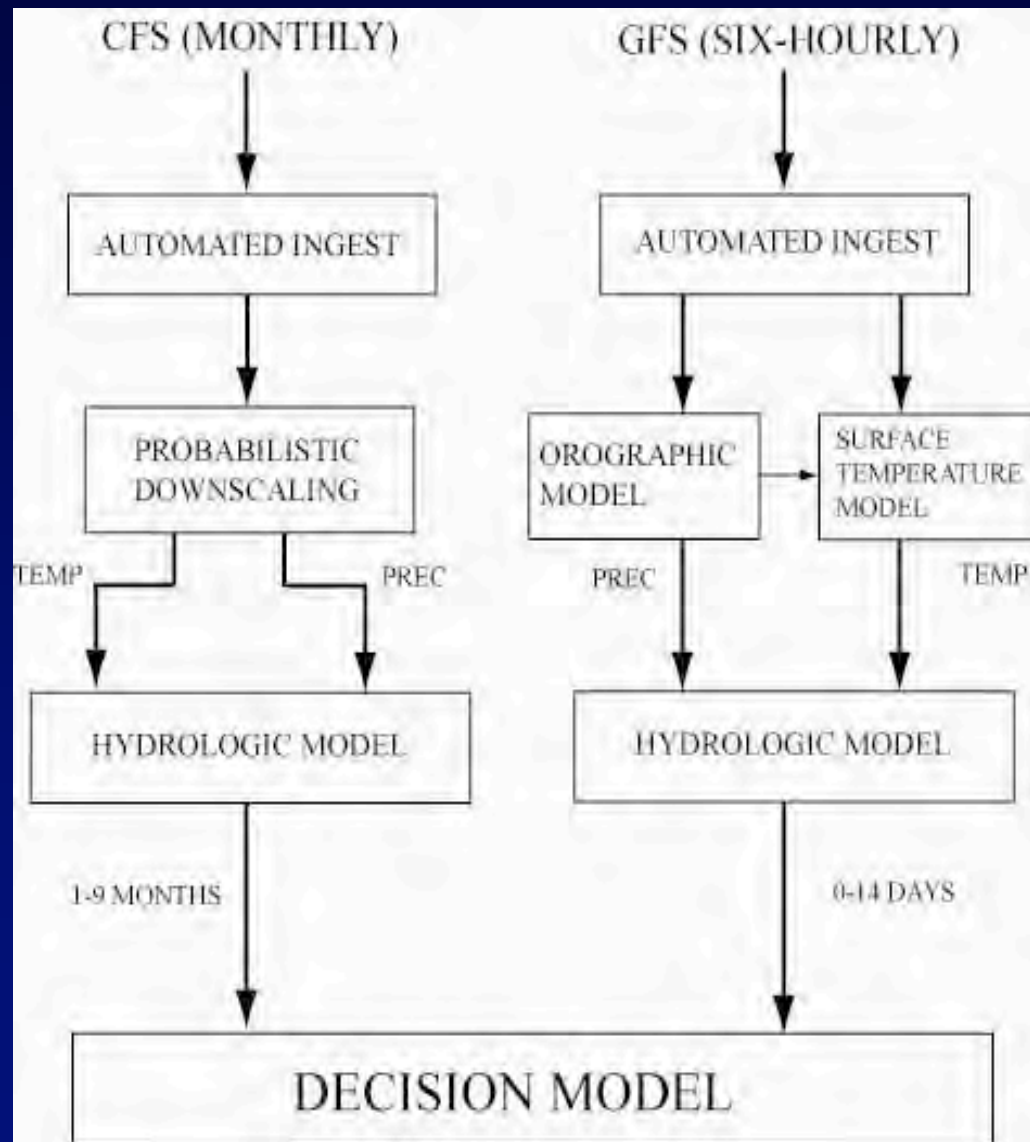 CFS (MONTHLY)
GFS (SIX-HOURLY)
AUTOMATED INGEST
AUTOMATED INGEST
PROBABILISTIC
DOWNSCALING
OROGRAPHIC
MODEL
SURFACE
TEMPERATURE
MODEL
TEMP
PREC
PREC
TEMP
HYDROLOGIC MODEL
HYDROLOGIC MODEL
1-9 MONTHS
0-14 DAYS
DECISION MODEL